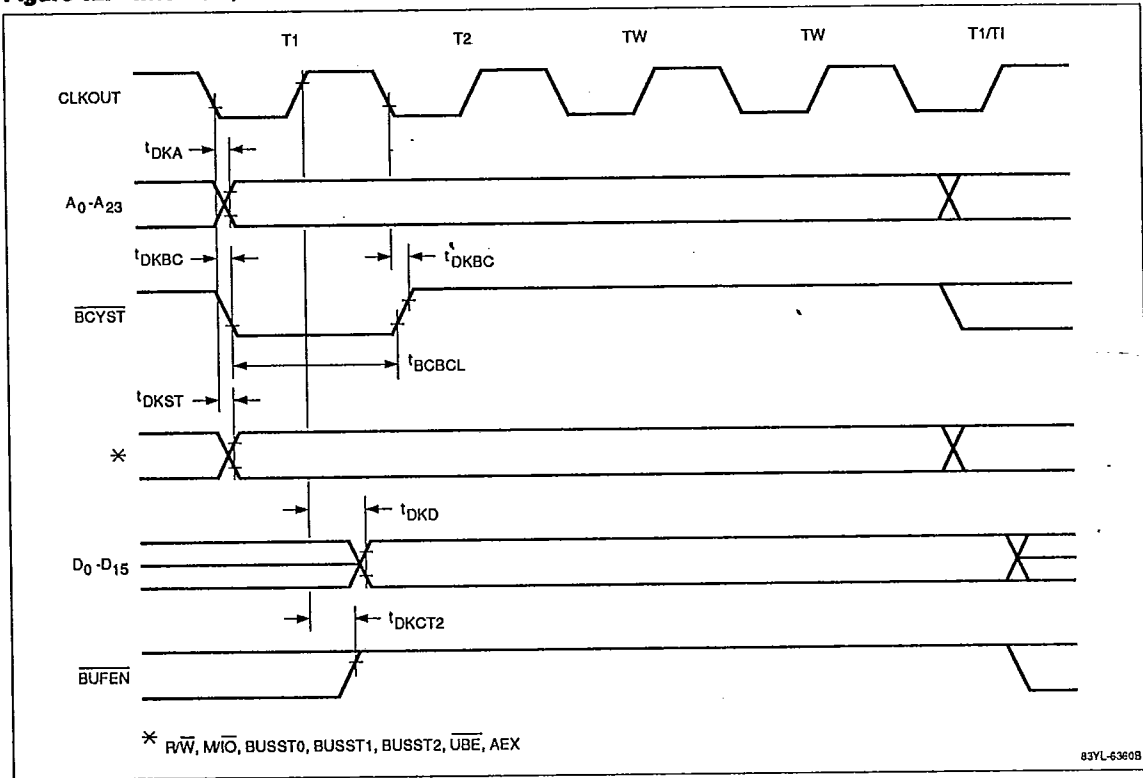 T1 T2 TW TW T1/TI
CLKOUT
tDKA
A0-A23
tDKBC tDKBC
BCYST
tBCBCL
tDKST
*
tDKD
D0-D15
tDKCT2
BUFEN
* R/W, M/IO, BUSST0, BUSST1, BUSST2, UBE, AEX
83YL-6360B